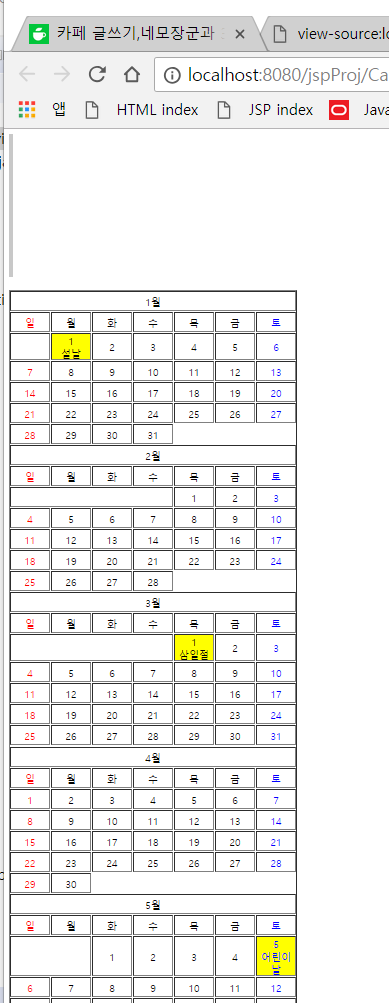 카페 글쓰기,네모장군과
view-source:lo
localhost:8080/jspProj/Ca
앱 HTML index JSP index Java
1월
일 월 화 수 목 금 토
1 2 3 4 5 6
설날
7 8 9 10 11 12 13
14 15 16 17 18 19 20
21 22 23 24 25 26 27
28 29 30 31
2월
일 월 화 수 목 금 토
1 2 3
4 5 6 7 8 9 10
11 12 13 14 15 16 17
18 19 20 21 22 23 24
25 26 27 28
3월
일 월 화 수 목 금 토
1 2 3
삼일절
4 5 6 7 8 9 10
11 12 13 14 15 16 17
18 19 20 21 22 23 24
25 26 27 28 29 30 31
4월
일 월 화 수 목 금 토
1 2 3 4 5 6 7
8 9 10 11 12 13 14
15 16 17 18 19 20 21
22 23 24 25 26 27 28
29 30
5월
일 월 화 수 목 금 토
1 2 3 4 5
어린이
날
6 7 8 9 10 11 12